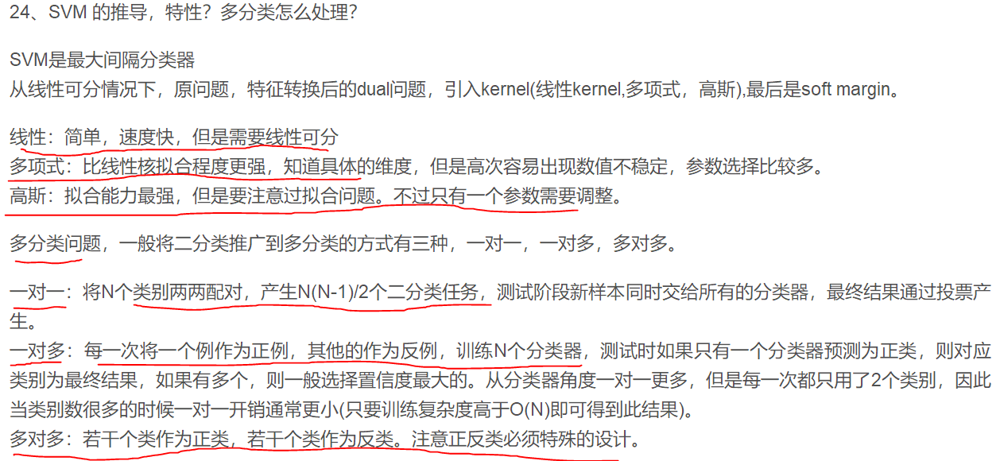 24、SVM 的推导，特性？多分类怎么处理？
SVM是最大间隔分类器
从线性可分情况下，原问题，特征转换后的dual问题，引入kernel(线性kernel,多项式，高斯),最后是soft margin。
线性：简单，速度快，但是需要线性可分
多项式：比线性核拟合程度更强，知道具体的维度，但是高次容易出现数值不稳定，参数选择比较多。
高斯：拟合能力最强，但是要注意过拟合问题。不过只有一个参数需要调整。
多分类问题，一般将二分类推广到多分类的方式有三种，一对一，一对多，多对多。
一对一：将N个类别两两配对，产生N(N-1)/2个二分类任务，测试阶段新样本同时交给所有的分类器，最终结果通过投票产
生。
一对多：每一次将一个例作为正例，其他的作为反例，训练N个分类器，测试时如果只有一个分类器预测为正类，则对应
类别为最终结果，如果有多个，则一般选择置信度最大的。从分类器角度一对一更多，但是每一次都只用了2个类别，因此
当类别数很多的时候一对一开销通常更小(只要训练复杂度高于O(N)即可得到此结果)。
多对多：若干个类作为正类，若干个类作为反类。注意正反类必须特殊的设计。